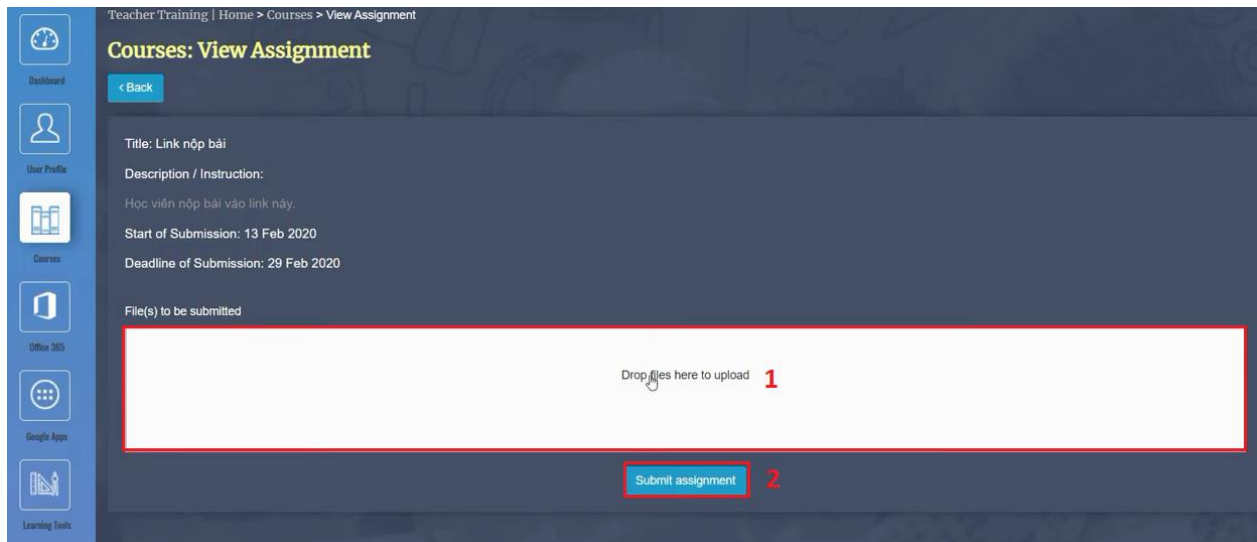 Teacher Training | Home > Courses > View Assignment
Courses: View Assignment
< Back
Dashboard
User Profile
Courses
Office 365
Google Apps
Learning Tools
Title: Link nộp bài
Description / Instruction:
Học viên nộp bài vào link này.
Start of Submission: 13 Feb 2020
Deadline of Submission: 29 Feb 2020
File(s) to be submitted
Drop files here to upload 1
Submit assignment 2